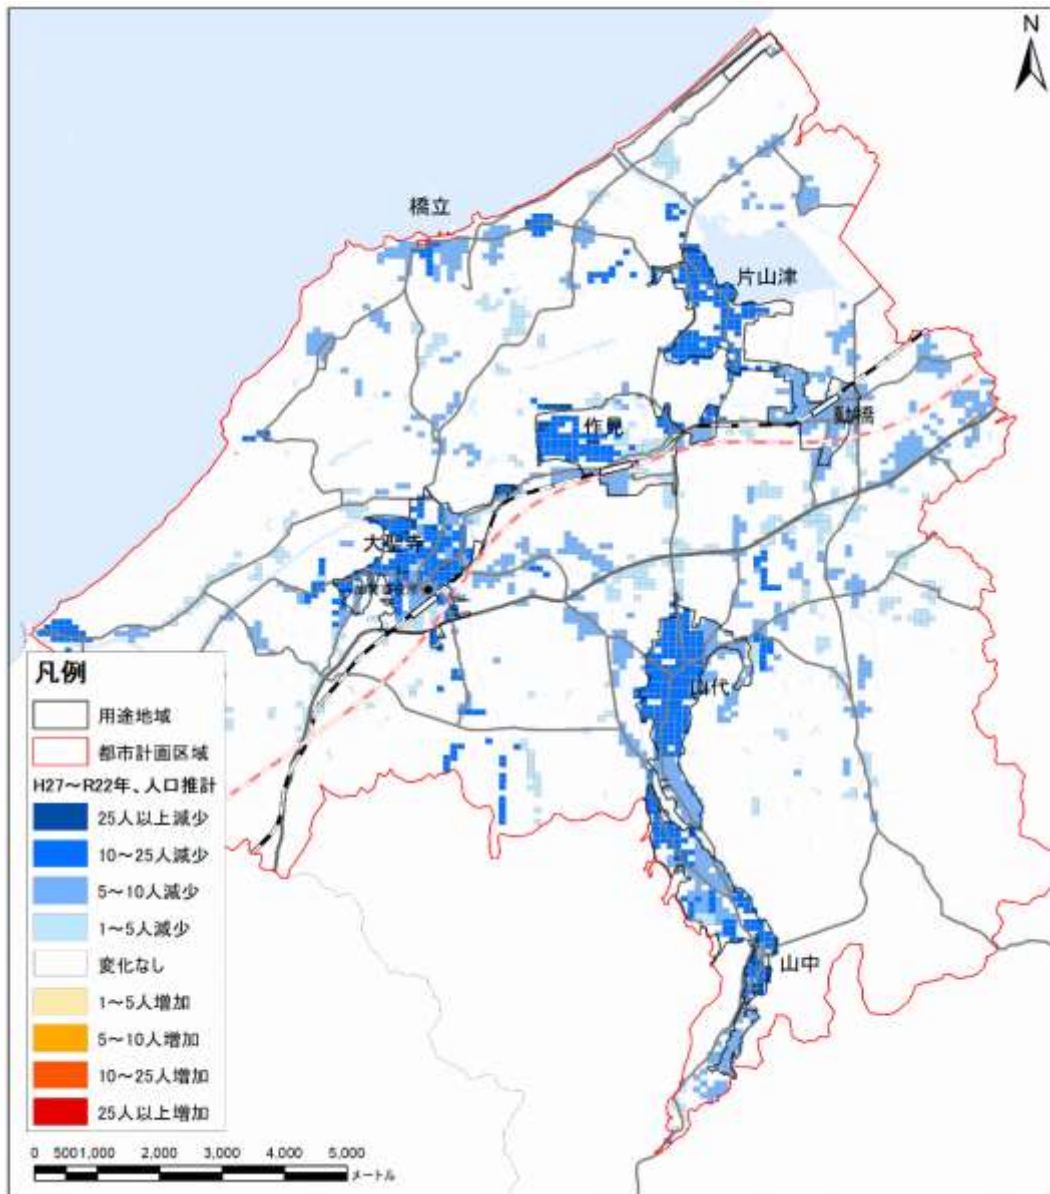 N
橋立
片山津
動橋
作見
大聖寺
山代
山中
凡例
用途地域
都市計画区域
H27～R22年、人口推計
25人以上減少
10～25人減少
5～10人減少
1～5人減少
変化なし
1～5人増加
5～10人増加
10～25人増加
25人以上増加
0 500 1,000 2,000 3,000 4,000 5,000
メートル